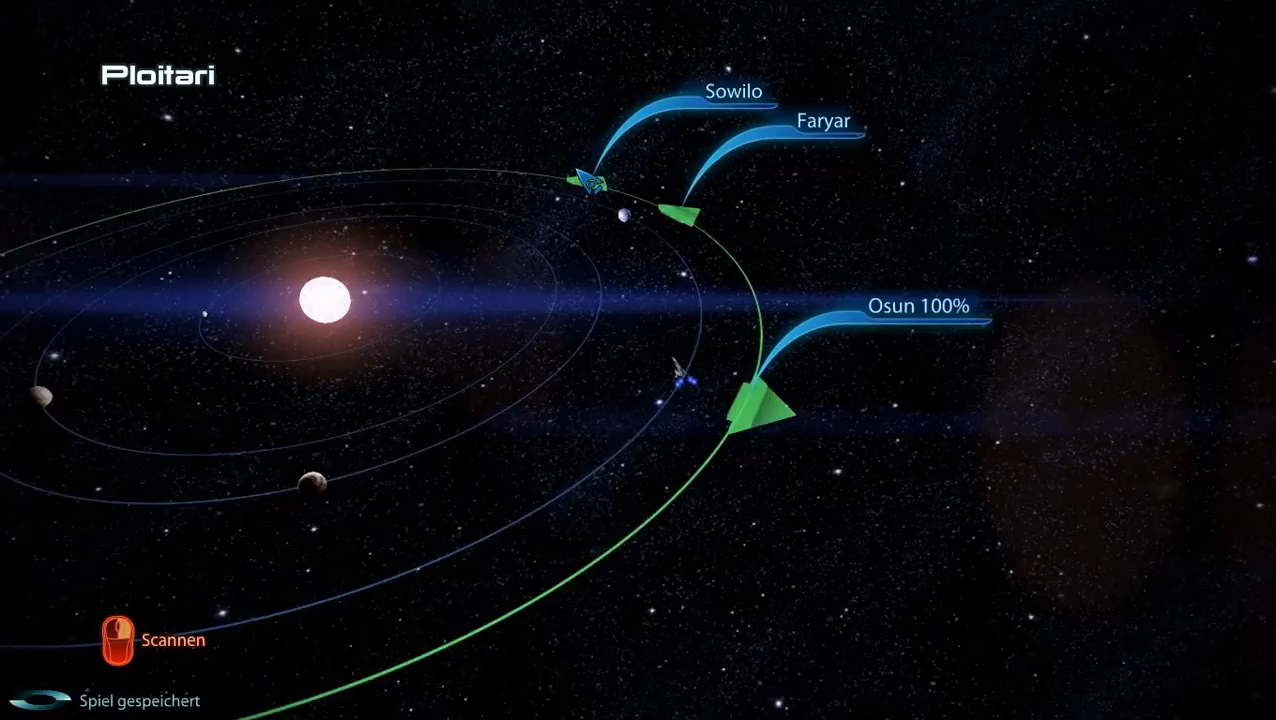 Ploitari
Sowilo
Faryar
Osun 100%
Scannen
Spiel gespeichert